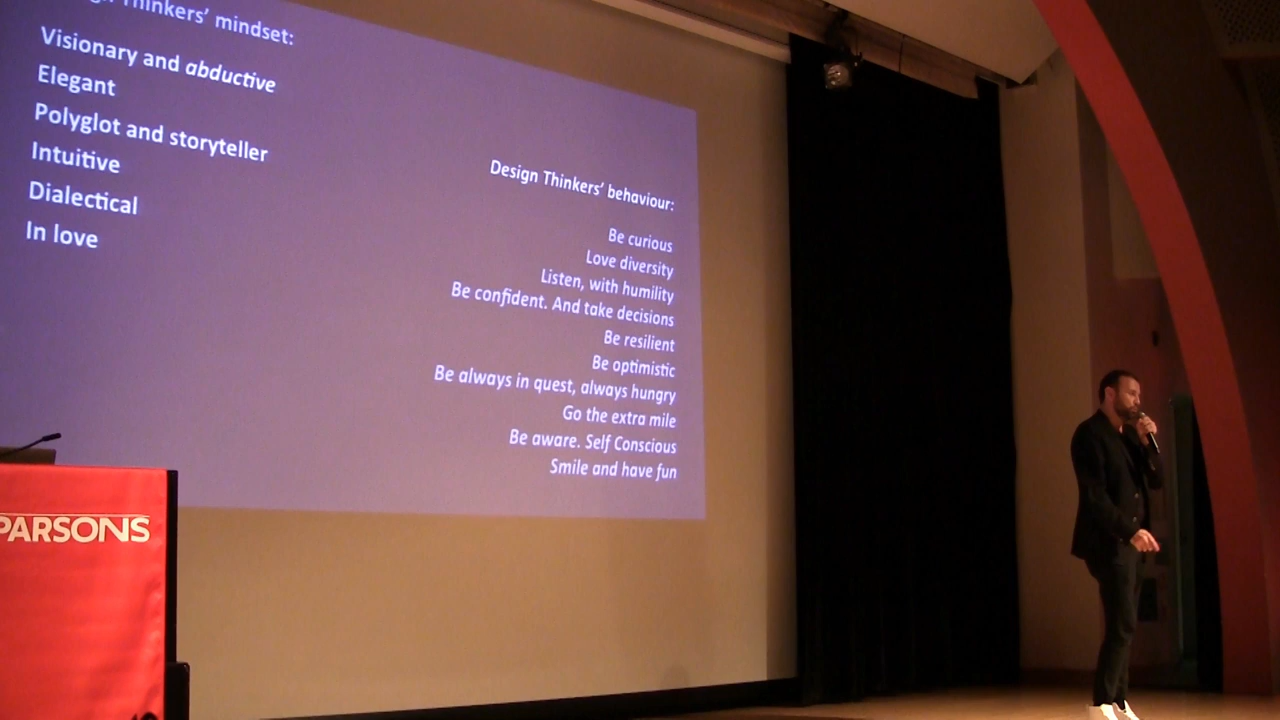 Thinkers' mindset:
Visionary and abductive
Elegant
Polyglot and storyteller
Intuitive
Dialectical
In love
Design Thinkers' behaviour:
Be curious
Love diversity
Listen, with humility
Be confident. And take decisions
Be resilient
Be optimistic
Be always in quest, always hungry
Go the extra mile
Be aware. Self Conscious
Smile and have fun
PARSONS